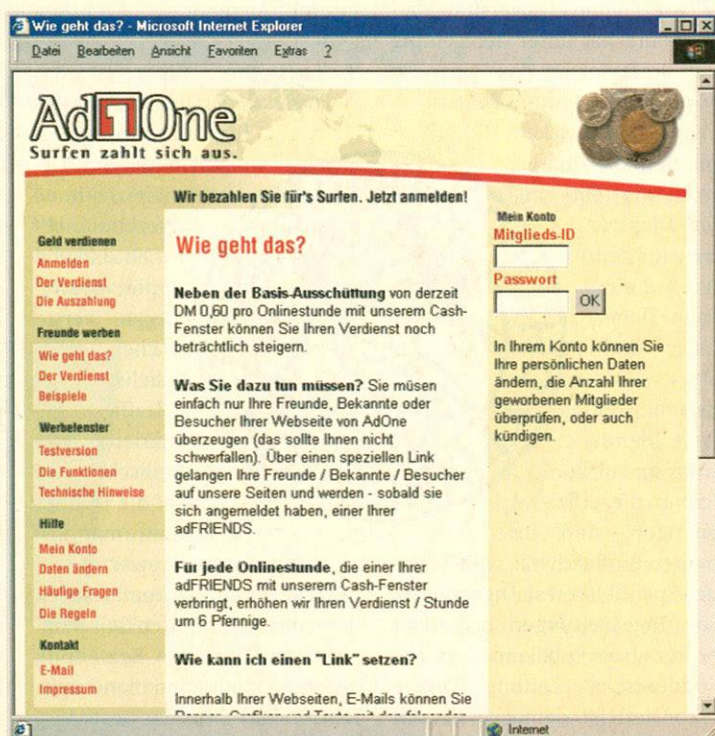 Wie geht das? - Microsoft Internet Explorer
Datei Bearbeiten Ansicht Favoriten Extras ?
Ad1One
Surfen zahlt sich aus.
Wir bezahlen Sie für's Surfen. Jetzt anmelden!
Geld verdienen
Anmelden
Der Verdienst
Die Auszahlung
Freunde werben
Wie geht das?
Der Verdienst
Beispiele
Werbefenster
Testversion
Die Funktionen
Technische Hinweise
Hilfe
Mein Konto
Daten ändern
Häufige Fragen
Die Regeln
Kontakt
E-Mail
Impressum
Wie geht das?
Neben der Basis-Ausschüttung von derzeit
DM 0,60 pro Onlinestunde mit unserem Cash-
Fenster können Sie Ihren Verdienst noch
beträchtlich steigern.
Was Sie dazu tun müssen? Sie müsen
einfach nur Ihre Freunde, Bekannte oder
Besucher Ihrer Webseite von AdOne
überzeugen (das sollte Ihnen nicht
schwerfallen). Über einen speziellen Link
gelangen Ihre Freunde / Bekannte / Besucher
auf unsere Seiten und werden - sobald sie
sich angemeldet haben, einer Ihrer
adFRIENDS.
Für jede Onlinestunde, die einer Ihrer
adFRIENDS mit unserem Cash-Fenster
verbringt, erhöhen wir Ihren Verdienst / Stunde
um 6 Pfennige.
Wie kann ich einen "Link" setzen?
Innerhalb Ihrer Webseiten, E-Mails können Sie
Banner, Grafiken und Texte mit den folgenden
Mein Konto
Mitglieds-ID
Passwort
OK
In Ihrem Konto können Sie
Ihre persönlichen Daten
ändern, die Anzahl Ihrer
geworbenen Mitglieder
überprüfen, oder auch
kündigen.
Internet